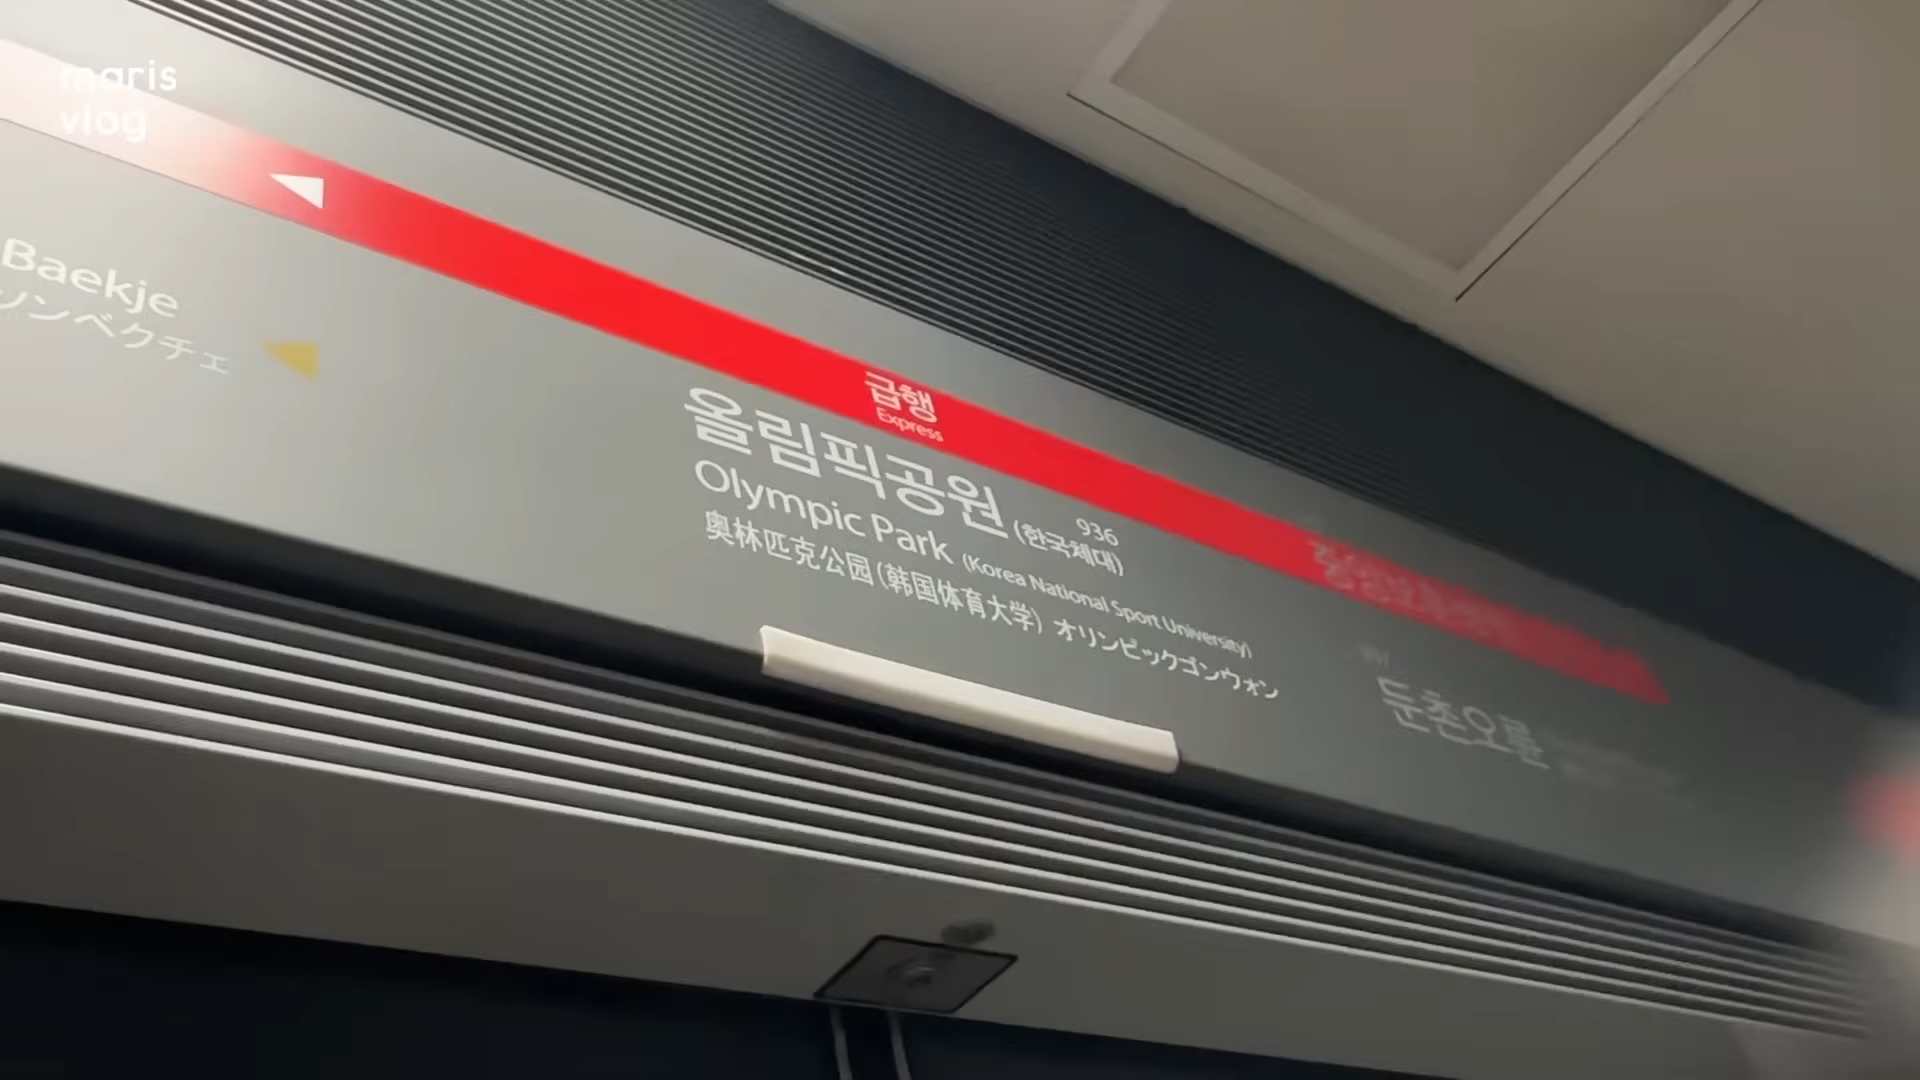 maris
vlog
Baekje
ソンベクチェ
급행
Express
올림픽공원 (한국체대)
936
Olympic Park (Korea National Sport University)
奥林匹克公园 (韩国体育大学) オリンピックゴンウォン
둔촌오륜